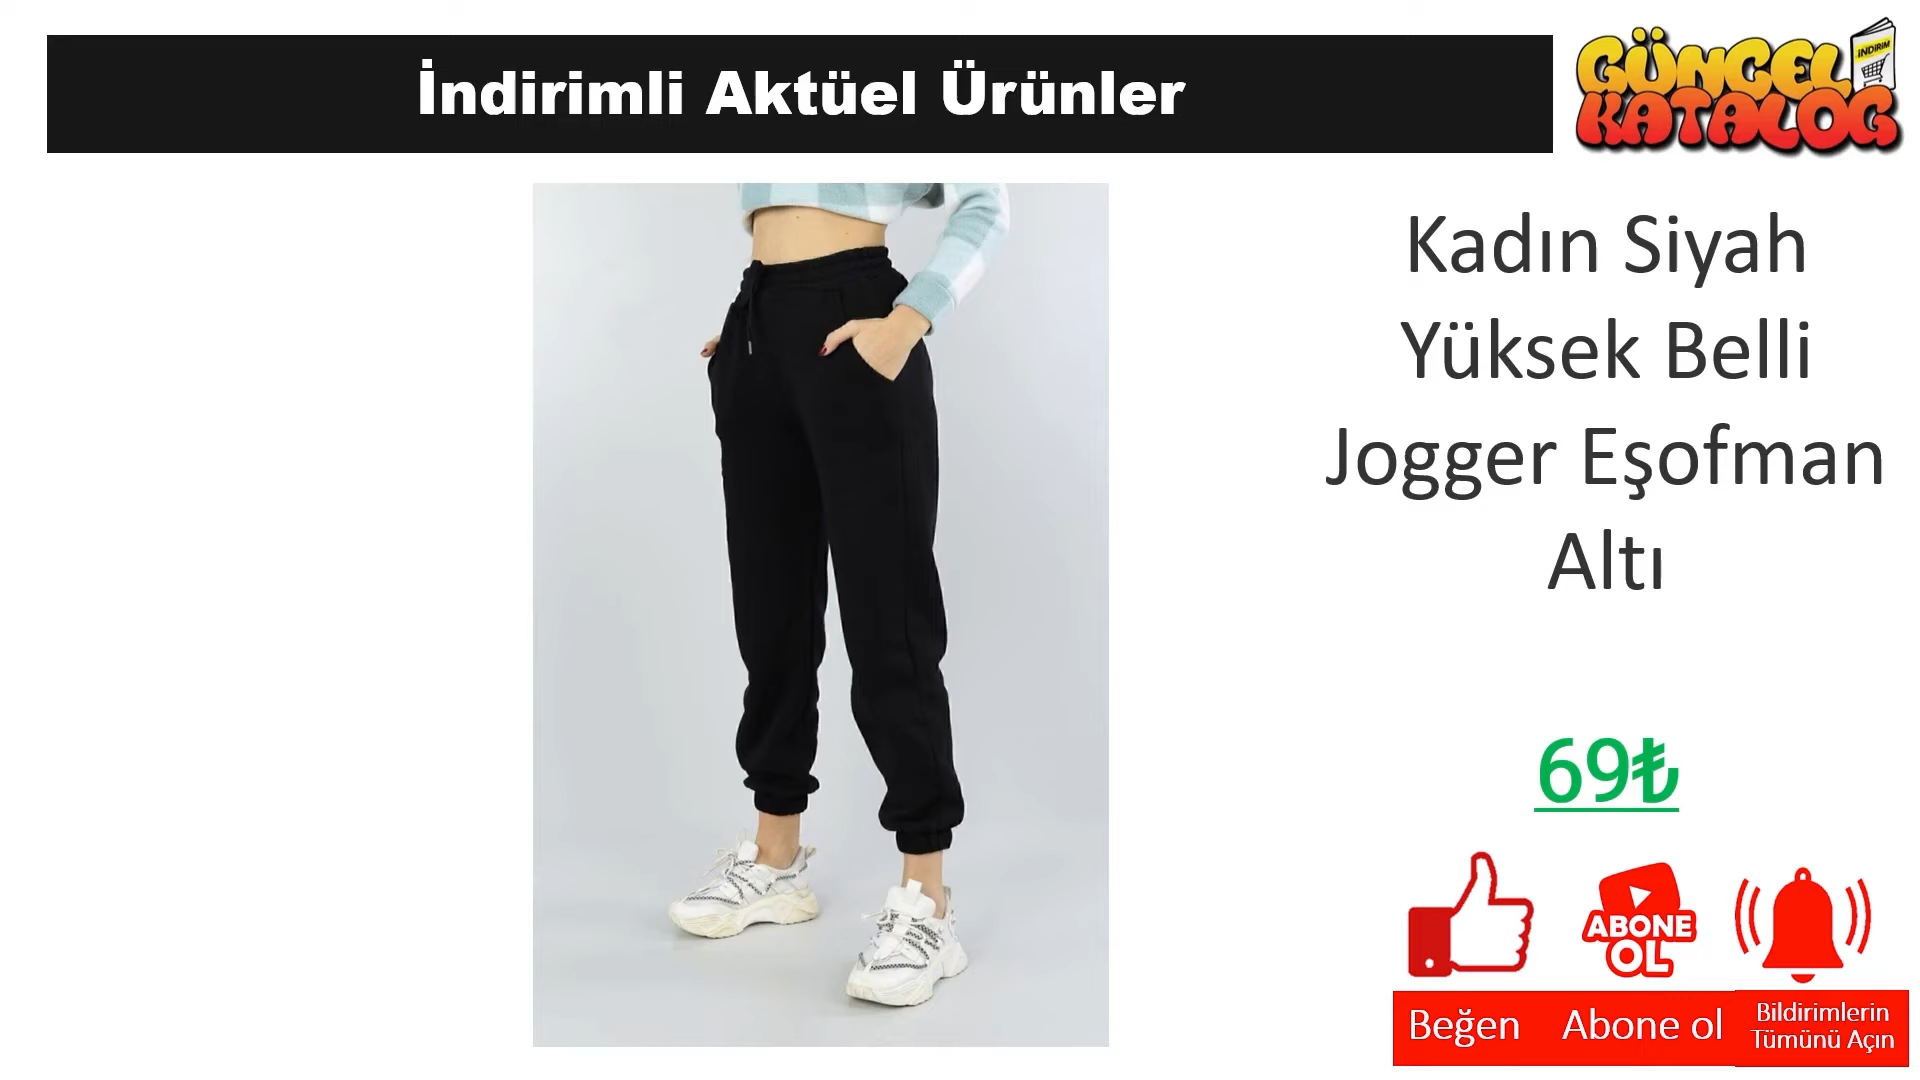 İndirimli Aktüel Ürünler
GÜNCEL
KATALOG
İNDİRİM
Kadın Siyah
Yüksek Belli
Jogger Eşofman
Altı
69₺
ABONE
OL
Beğen
Abone ol
Bildirimlerin
Tümünü Açın